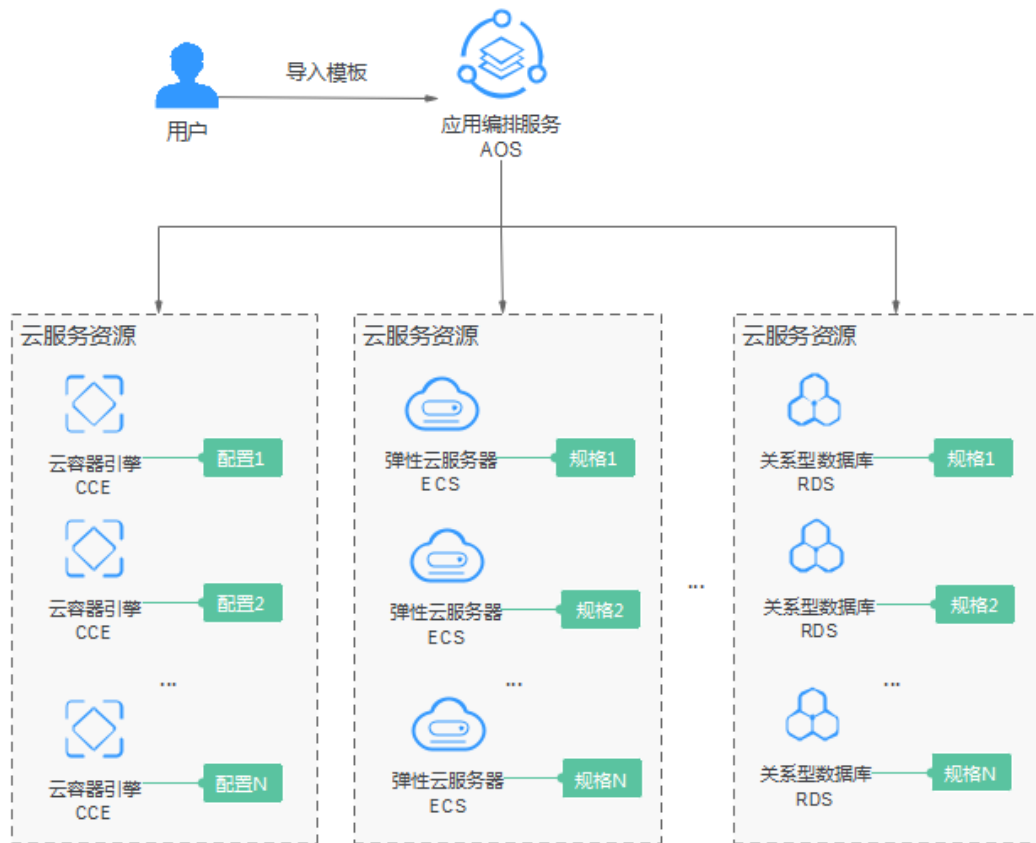 导入模板
用户
应用编排服务
AOS
云服务资源
云容器引擎
CCE
配置1
云容器引擎
CCE
配置2
...
云容器引擎
CCE
配置N
云服务资源
弹性云服务器
ECS
规格1
弹性云服务器
ECS
规格2
...
弹性云服务器
ECS
规格N
...
云服务资源
关系型数据库
RDS
规格1
关系型数据库
RDS
规格2
...
关系型数据库
RDS
规格N